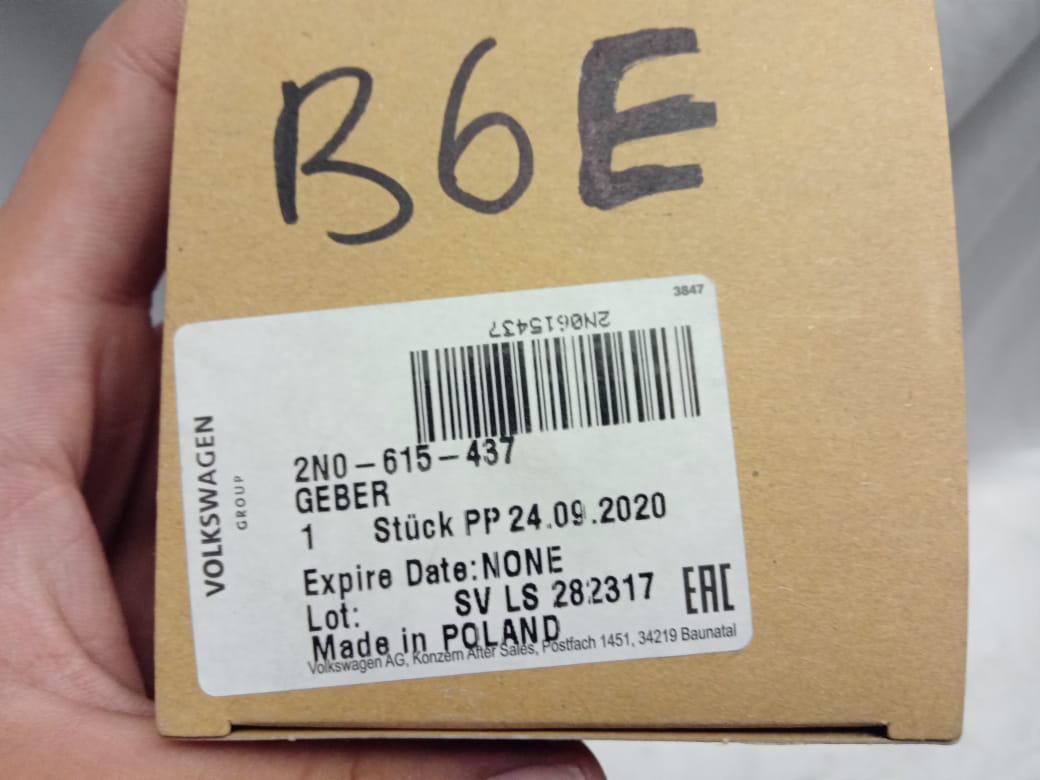 B6E
3847
2N0615437
VOLKSWAGEN
GROUP
2N0-615-437
GEBER
1 Stück PP 24.09.2020
Expire Date:NONE
Lot: SV LS 282317
EAC
Made in POLAND
Volkswagen AG, Konzern After Sales, Postfach 1451, 34219 Baunatal